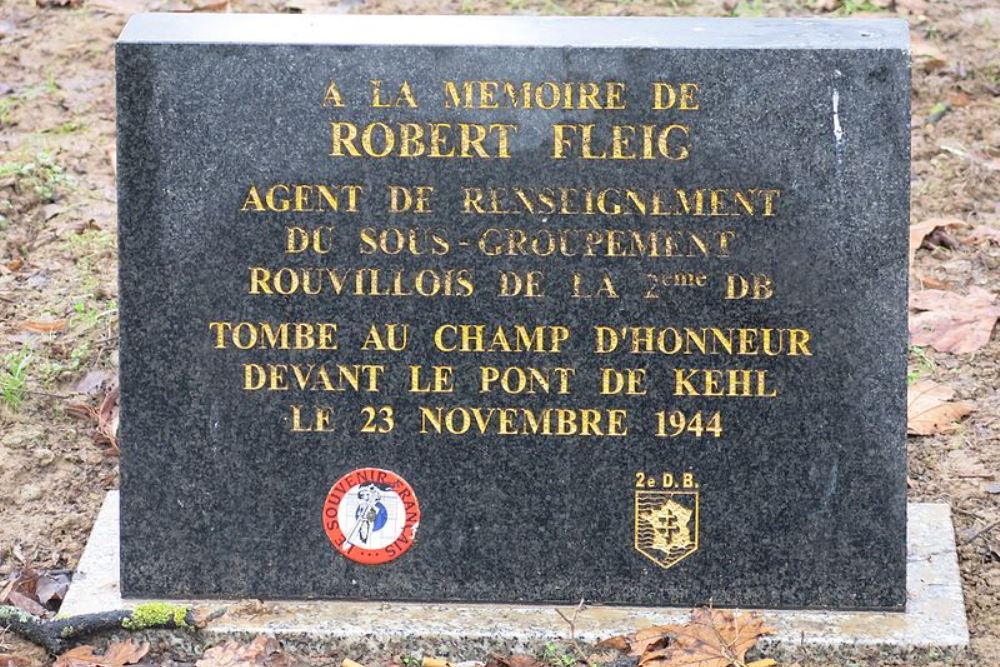 A LA MEMOIRE DE
ROBERT FLEIG
AGENT DE RENSEIGNEMENT
DU SOUS-GROUPEMENT
ROUVILLOIS DE LA 2eme DB
TOMBE AU CHAMP D'HONNEUR
DEVANT LE PONT DE KEHL
LE 23 NOVEMBRE 1944
LE SOUVENIR FRANÇAIS
2e D.B.